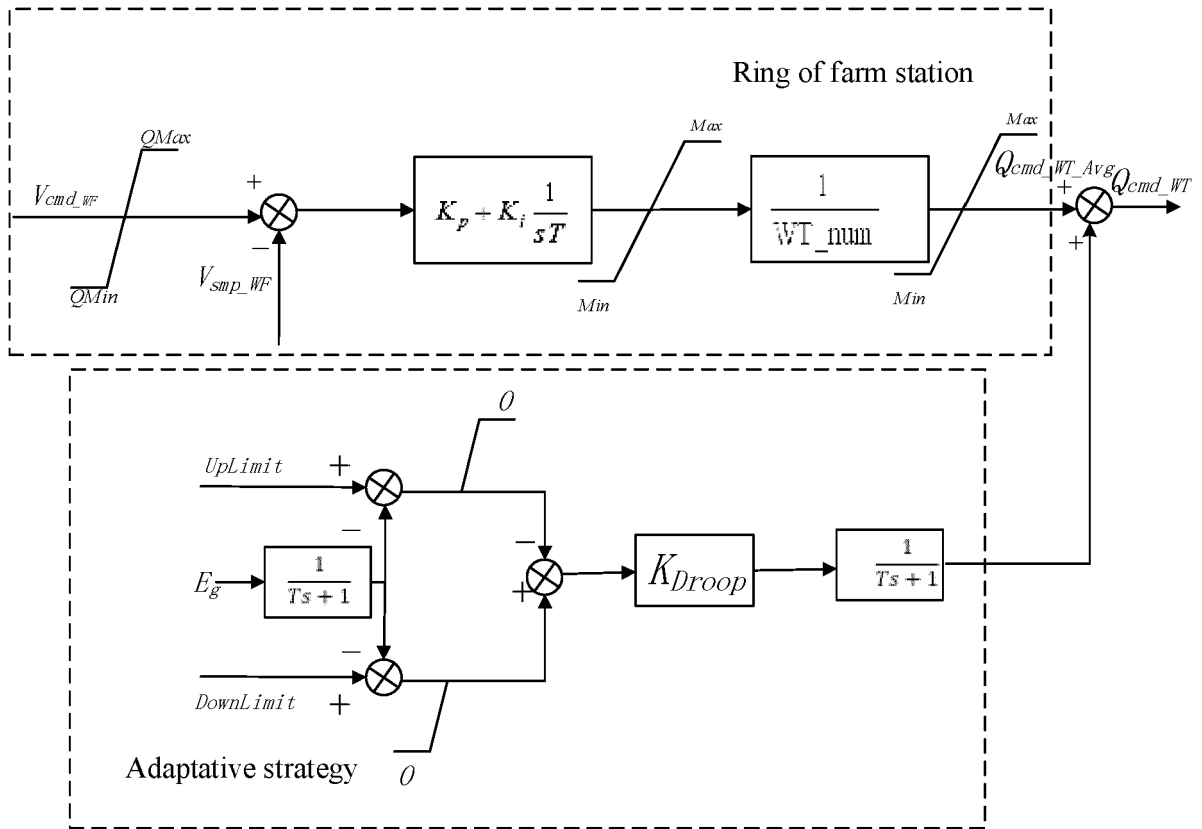 Ring of farm station
QMax
QMin
V_cmd_WF
+
−
V_smp_WF
K_p + K_i 1/sT
Max
Min
1/WT_num
Max
Min
Q_cmd_WT_Avg
+
+
Q_cmd_WT
UpLimit
+
−
0
E_g
1/Ts + 1
−
+
DownLimit
0
−
+
K_Droop
1/Ts + 1
Adaptative strategy